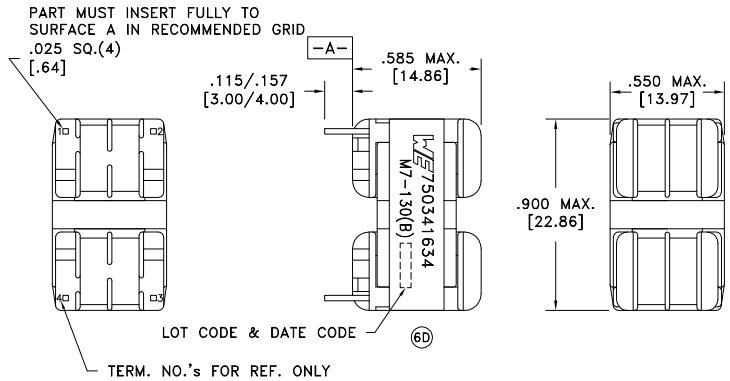 PART MUST INSERT FULLY TO
SURFACE A IN RECOMMENDED GRID
.025 SQ.(4)
[.64]
-A-
.115/.157
[3.00/4.00]
.585 MAX.
[14.86]
.550 MAX.
[13.97]
1
2
WE 750341634
M7-130(B)
.900 MAX.
[22.86]
4
3
LOT CODE & DATE CODE
6D
TERM. NO.'s FOR REF. ONLY